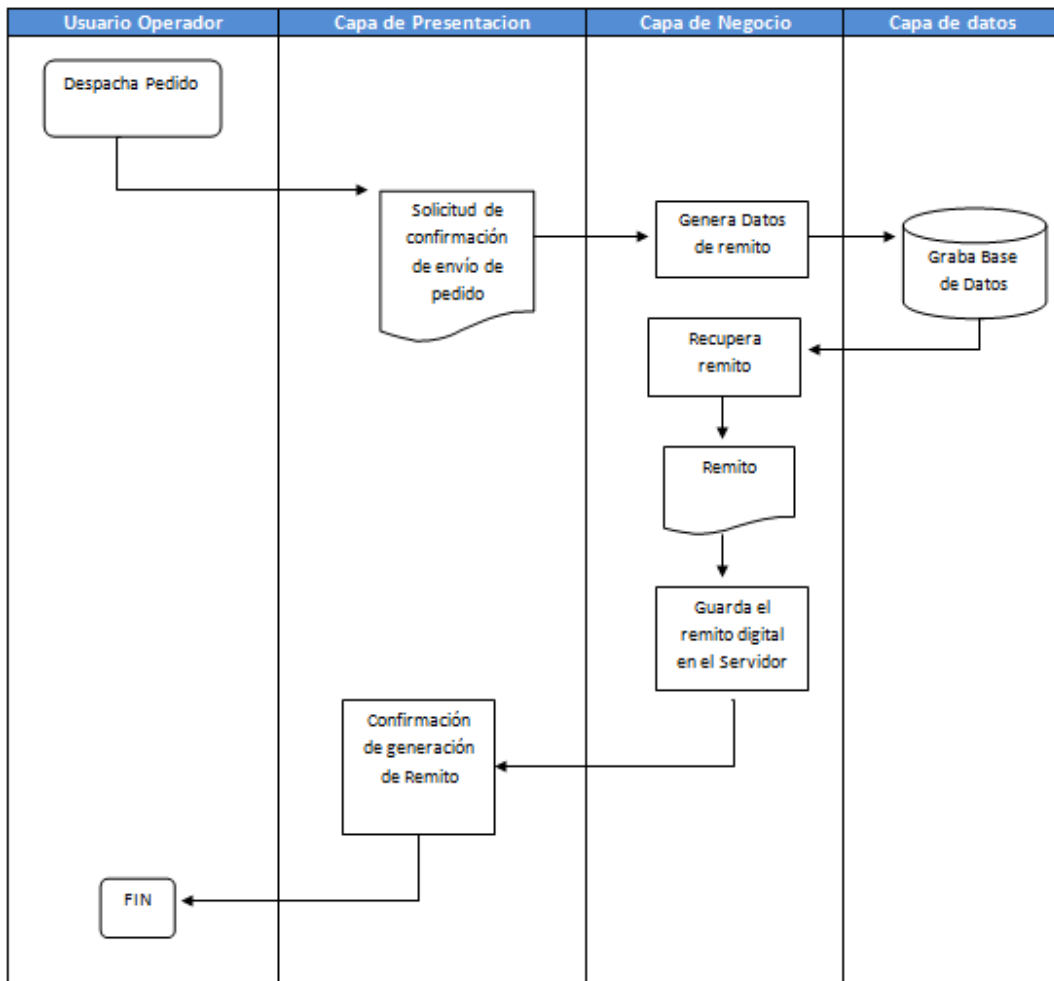 Usuario Operador
Capa de Presentacion
Capa de Negocio
Capa de datos
Despacha Pedido
Solicitud de
confirmación
de envío de
pedido
Genera Datos
de remito
Graba Base
de Datos
Recupera
remito
Remito
Guarda el
remito digital
en el Servidor
Confirmación
de generación
de Remito
FIN